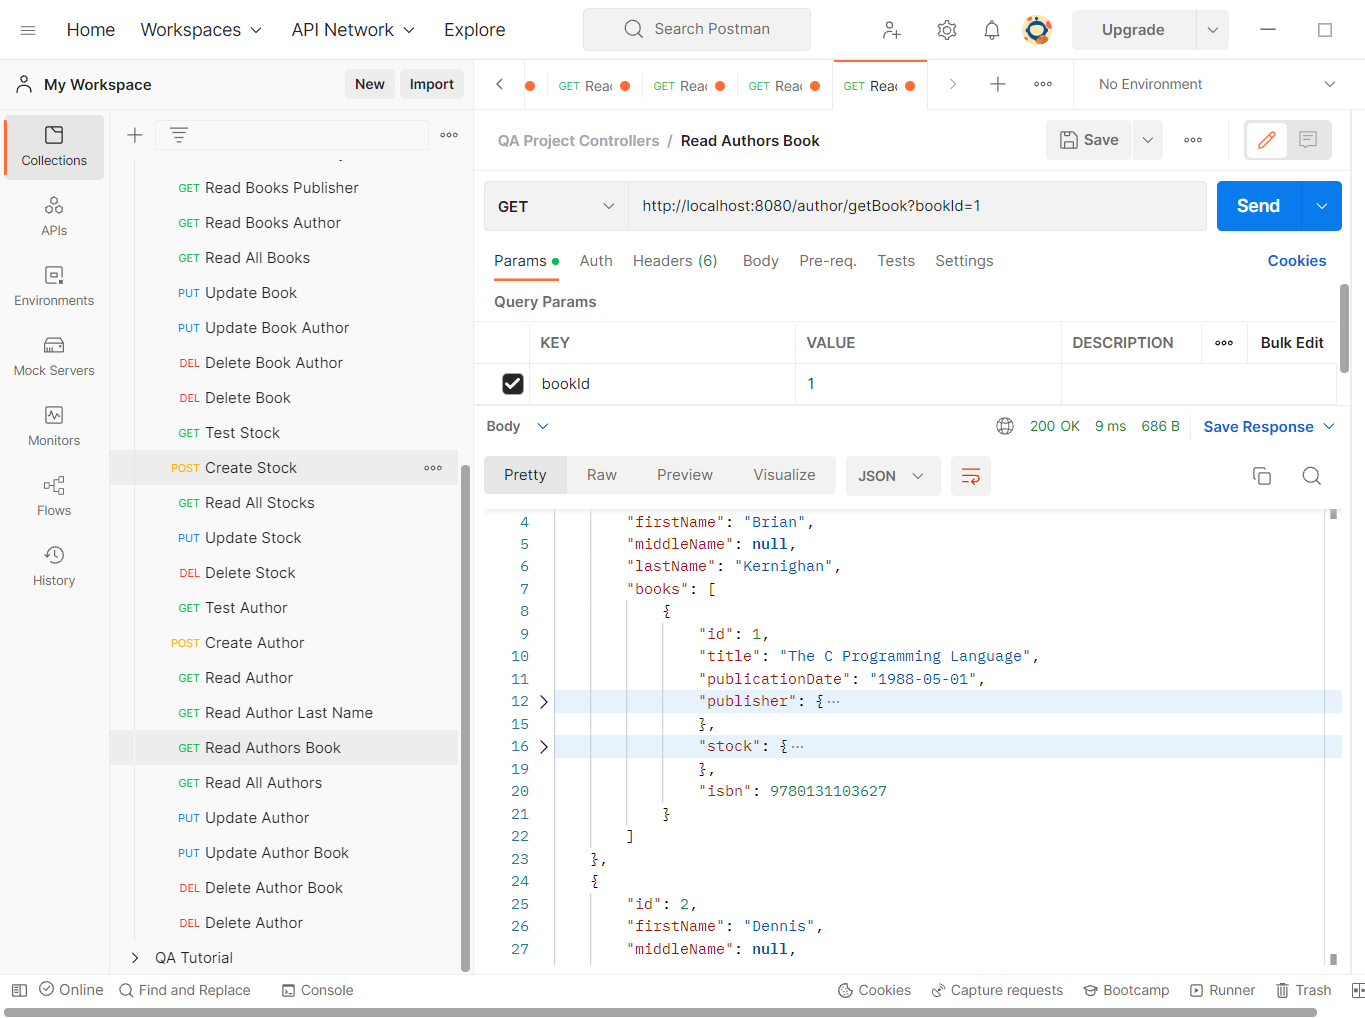 Home Workspaces API Network Explore Search Postman Upgrade
My Workspace New Import GET Read GET Read GET Read GET Read No Environment
Collections
APIs
Environments
Mock Servers
Monitors
Flows
History
GET Read Books Publisher
GET Read Books Author
GET Read All Books
PUT Update Book
PUT Update Book Author
DEL Delete Book Author
DEL Delete Book
GET Test Stock
POST Create Stock
GET Read All Stocks
PUT Update Stock
DEL Delete Stock
GET Test Author
POST Create Author
GET Read Author
GET Read Author Last Name
GET Read Authors Book
GET Read All Authors
PUT Update Author
PUT Update Author Book
DEL Delete Author Book
DEL Delete Author
QA Tutorial
QA Project Controllers / Read Authors Book Save
GET http://localhost:8080/author/getBook?bookId=1 Send
Params Auth Headers (6) Body Pre-req. Tests Settings Cookies
Query Params
KEY VALUE DESCRIPTION Bulk Edit
bookId 1
Body 200 OK 9 ms 686 B Save Response
Pretty Raw Preview Visualize JSON
4 "firstName": "Brian",
5 "middleName": null,
6 "lastName": "Kernighan",
7 "books": [
8 {
9 "id": 1,
10 "title": "The C Programming Language",
11 "publicationDate": "1988-05-01",
12 "publisher": {···
15 },
16 "stock": {···
19 },
20 "isbn": 9780131103627
21 }
22 ]
23 },
24 {
25 "id": 2,
26 "firstName": "Dennis",
27 "middleName": null,
Online Find and Replace Console Cookies Capture requests Bootcamp Runner Trash